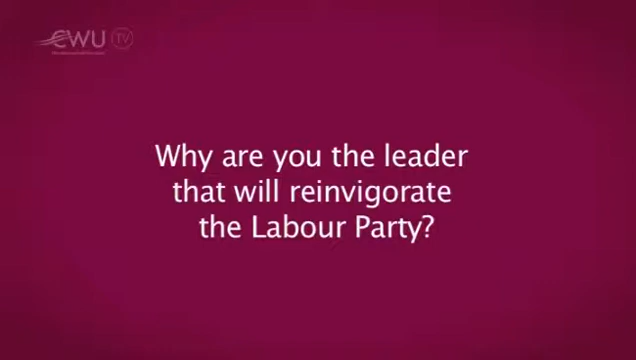 CWU TV
Why are you the leader
that will reinvigorate
the Labour Party?